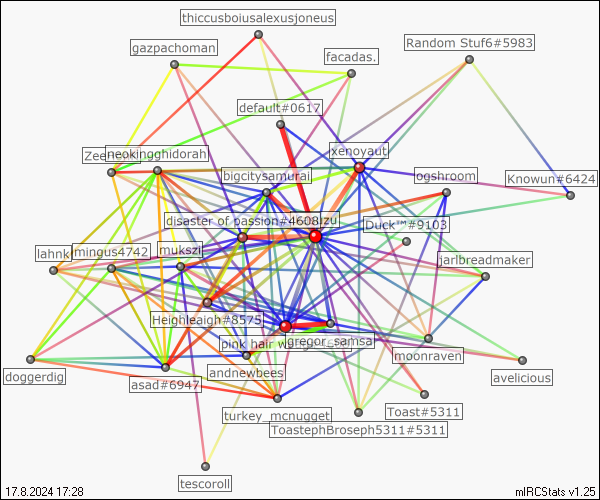 thiccusboiusalexusjoneus
gazpachoman
Random Stuf6#5983
facadas.
default#0617
xenoyaut
neokingghidorah
bigcitysamurai
ogshroom
Knowun#6424
disaster of passion#4608
zu
Duck™#9103
lahnk
mingus4742
mukszi
jarlbreadmaker
Heighleaigh#8575
pink hair w
gregor_samsa
moonraven
doggerdig
asad#6947
andnewbees
avelicious
turkey_mcnugget
Toast#5311
ToastephBroseph5311#5311
tescoroll
17.8.2024 17:28
mIRCStats v1.25